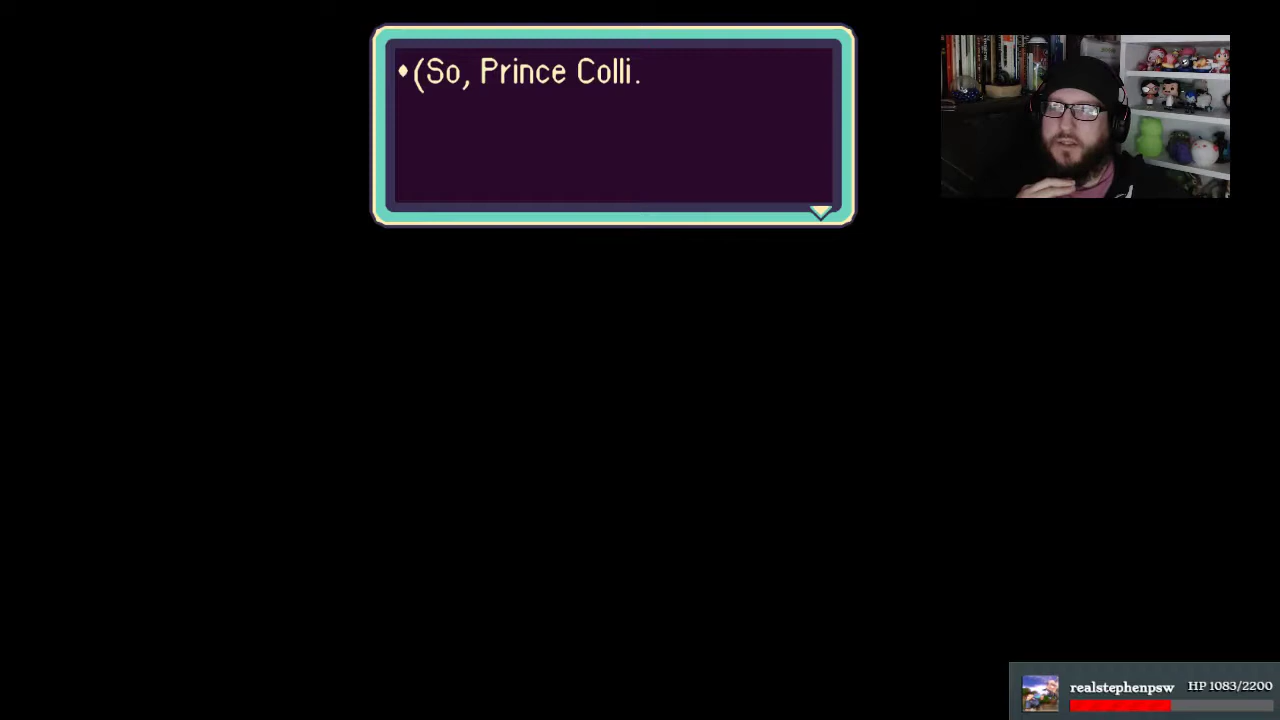 •(So, Prince Colli.
realstephenpsw HP 1083/2200